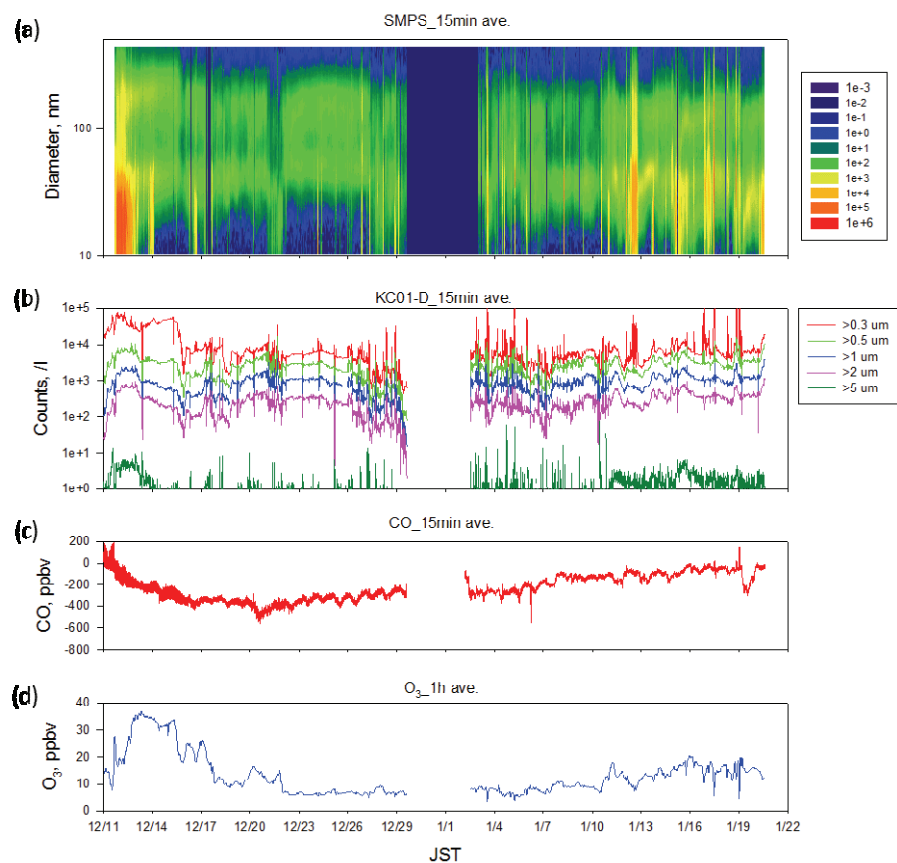 (a)
SMPS_15min ave.
Diameter, nm
100
10
1e-3
1e-2
1e-1
1e+0
1e+1
1e+2
1e+3
1e+4
1e+5
1e+6
(b)
KC01-D_15min ave.
Counts, /l
1e+5
1e+4
1e+3
1e+2
1e+1
1e+0
>0.3 um
>0.5 um
>1 um
>2 um
>5 um
(c)
CO_15min ave.
CO, ppbv
200
0
-200
-400
-600
-800
(d)
O3_1h ave.
O3, ppbv
40
30
20
10
0
12/11 12/14 12/17 12/20 12/23 12/26 12/29 1/1 1/4 1/7 1/10 1/13 1/16 1/19 1/22
JST